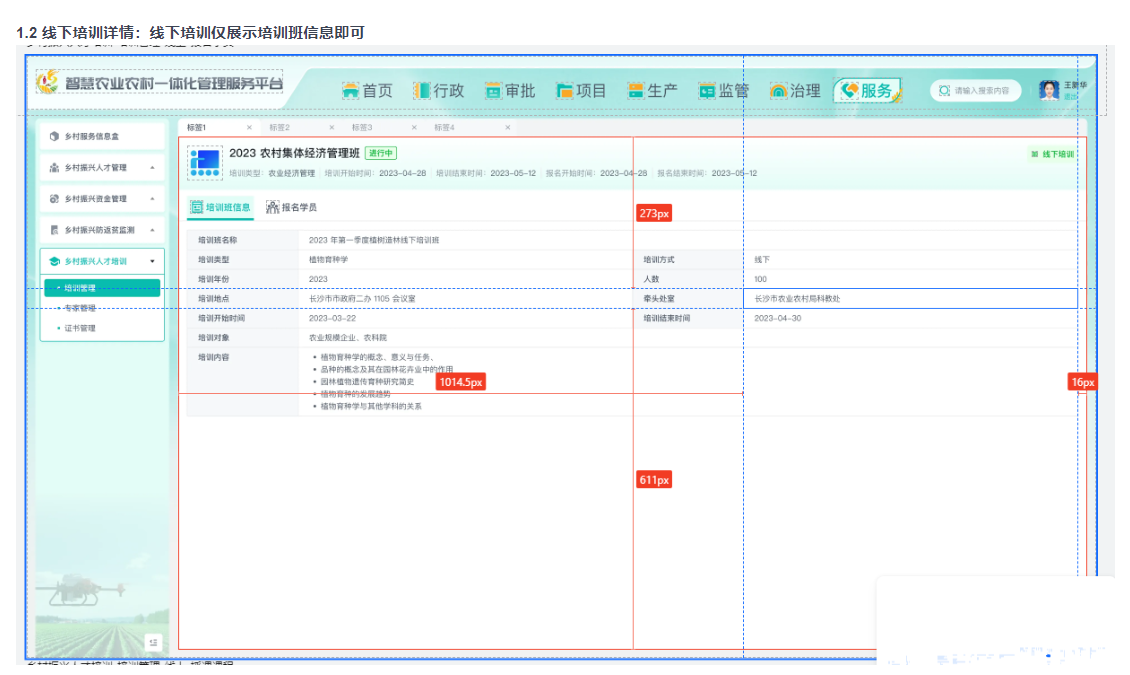 1.2 线下培训详情：线下培训仅展示培训班信息即可
智慧农业农村一体化管理服务平台
首页 行政 审批 项目 生产 监管 治理 服务 请输入搜索内容 王新华
乡村服务信息盒
乡村振兴人才管理
乡村振兴资金管理
乡村振兴防返贫监测
乡村振兴人才培训
培训管理
专家管理
证书管理
标签1 × 标签2 × 标签3 × 标签4 ×
2023 农村集体经济管理班 进行中 线下培训
培训类型: 农业经济管理 培训开始时间: 2023-04-28 培训结束时间: 2023-05-12 报名开始时间: 2023-04-28 报名结束时间: 2023-05-12
培训班信息 报名学员
273px
培训班名称 2023 年第一季度植树造林线下培训班
培训类型 植物育种学 培训方式 线下
培训年份 2023 人数 100
培训地点 长沙市市政府二办 1105 会议室 牵头处室 长沙市农业农村局科教处
培训开始时间 2023-03-22 培训结束时间 2023-04-30
培训对象 农业规模企业、农科院
培训内容 • 植物育种学的概念、意义与任务、
• 品种的概念及其在园林花卉业中的作用
• 园林植物遗传育种研究简史
1014.5px 16px
• 植物育种的发展趋势
• 植物育种学与其他学科的关系
611px